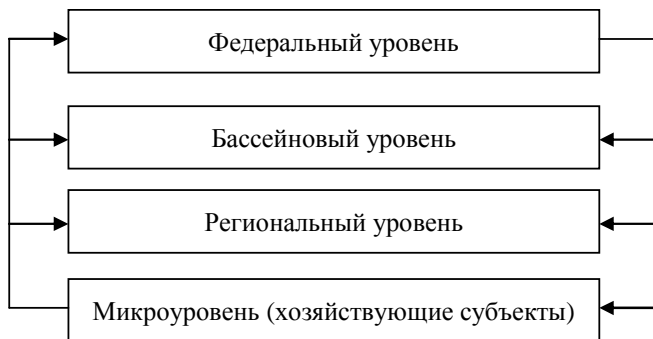 Федеральный уровень
Бассейновый уровень
Региональный уровень
Микроуровень (хозяйствующие субъекты)